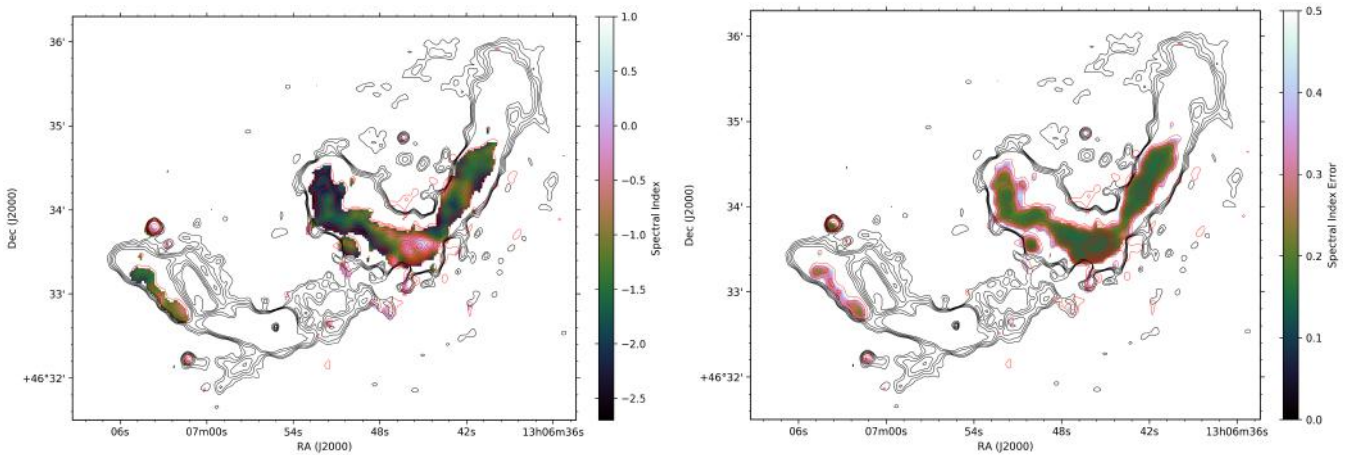 36'
35'
34'
33'
+46°32'
Dec (J2000)
06s
07m00s
54s
48s
42s
13h06m36s
RA (J2000)
1.0
0.5
0.0
−0.5
−1.0
−1.5
−2.0
−2.5
Spectral Index
36'
35'
34'
33'
+46°32'
Dec (J2000)
06s
07m00s
54s
48s
42s
13h06m36s
RA (J2000)
0.5
0.4
0.3
0.2
0.1
0.0
Spectral Index Error